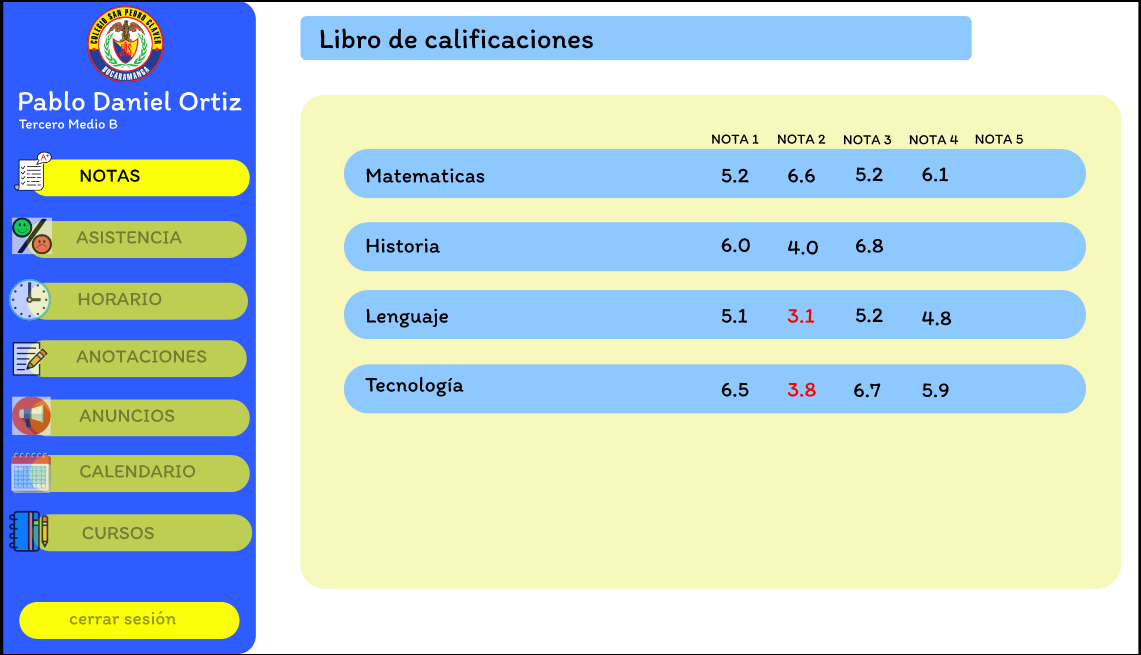 COLEGIO SAN PEDRO CLAVER
BUCARAMANGA
Pablo Daniel Ortiz
Tercero Medio B
A+
NOTAS
ASISTENCIA
HORARIO
ANOTACIONES
ANUNCIOS
CALENDARIO
CURSOS
cerrar sesión
Libro de calificaciones
NOTA 1 NOTA 2 NOTA 3 NOTA 4 NOTA 5
Matematicas 5.2 6.6 5.2 6.1
Historia 6.0 4.0 6.8
Lenguaje 5.1 3.1 5.2 4.8
Tecnología 6.5 3.8 6.7 5.9